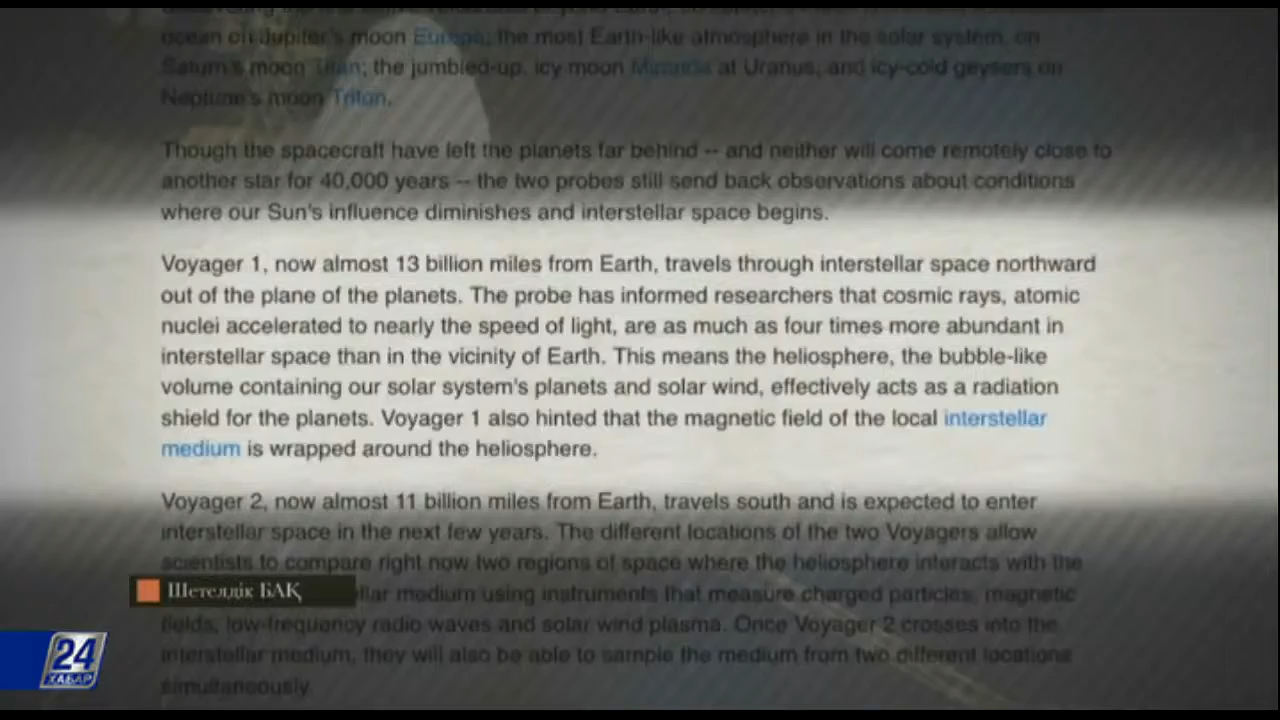 ocean on Jupiter's moon Europa; the most Earth-like atmosphere in the solar system, on
Saturn's moon Titan; the jumbled-up, icy moon Miranda at Uranus; and icy-cold geysers on
Neptune's moon Triton.
Though the spacecraft have left the planets far behind -- and neither will come remotely close to
another star for 40,000 years -- the two probes still send back observations about conditions
where our Sun's influence diminishes and interstellar space begins.
Voyager 1, now almost 13 billion miles from Earth, travels through interstellar space northward
out of the plane of the planets. The probe has informed researchers that cosmic rays, atomic
nuclei accelerated to nearly the speed of light, are as much as four times more abundant in
interstellar space than in the vicinity of Earth. This means the heliosphere, the bubble-like
volume containing our solar system's planets and solar wind, effectively acts as a radiation
shield for the planets. Voyager 1 also hinted that the magnetic field of the local interstellar
medium is wrapped around the heliosphere.
Voyager 2, now almost 11 billion miles from Earth, travels south and is expected to enter
interstellar space in the next few years. The different locations of the two Voyagers allow
scientists to compare right now two regions of space where the heliosphere interacts with the
Шетелдік БАҚ
medium using instruments that measure charged particles, magnetic
fields, low-frequency radio waves and solar wind plasma. Once Voyager 2 crosses into the
interstellar medium, they will also be able to sample the medium from two different locations
simultaneously.
24
ХАБАР